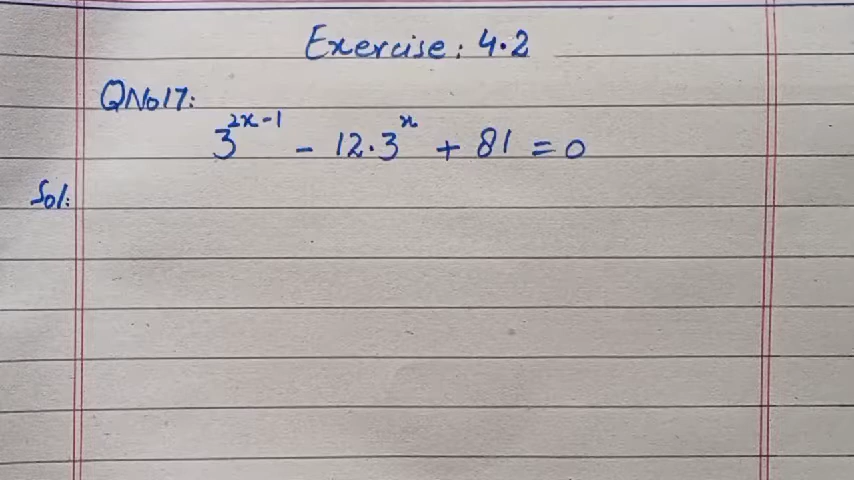 Exercise: 4.2
QNo17:
3^{2x-1} - 12.3^{x} + 81 = 0
Sol: